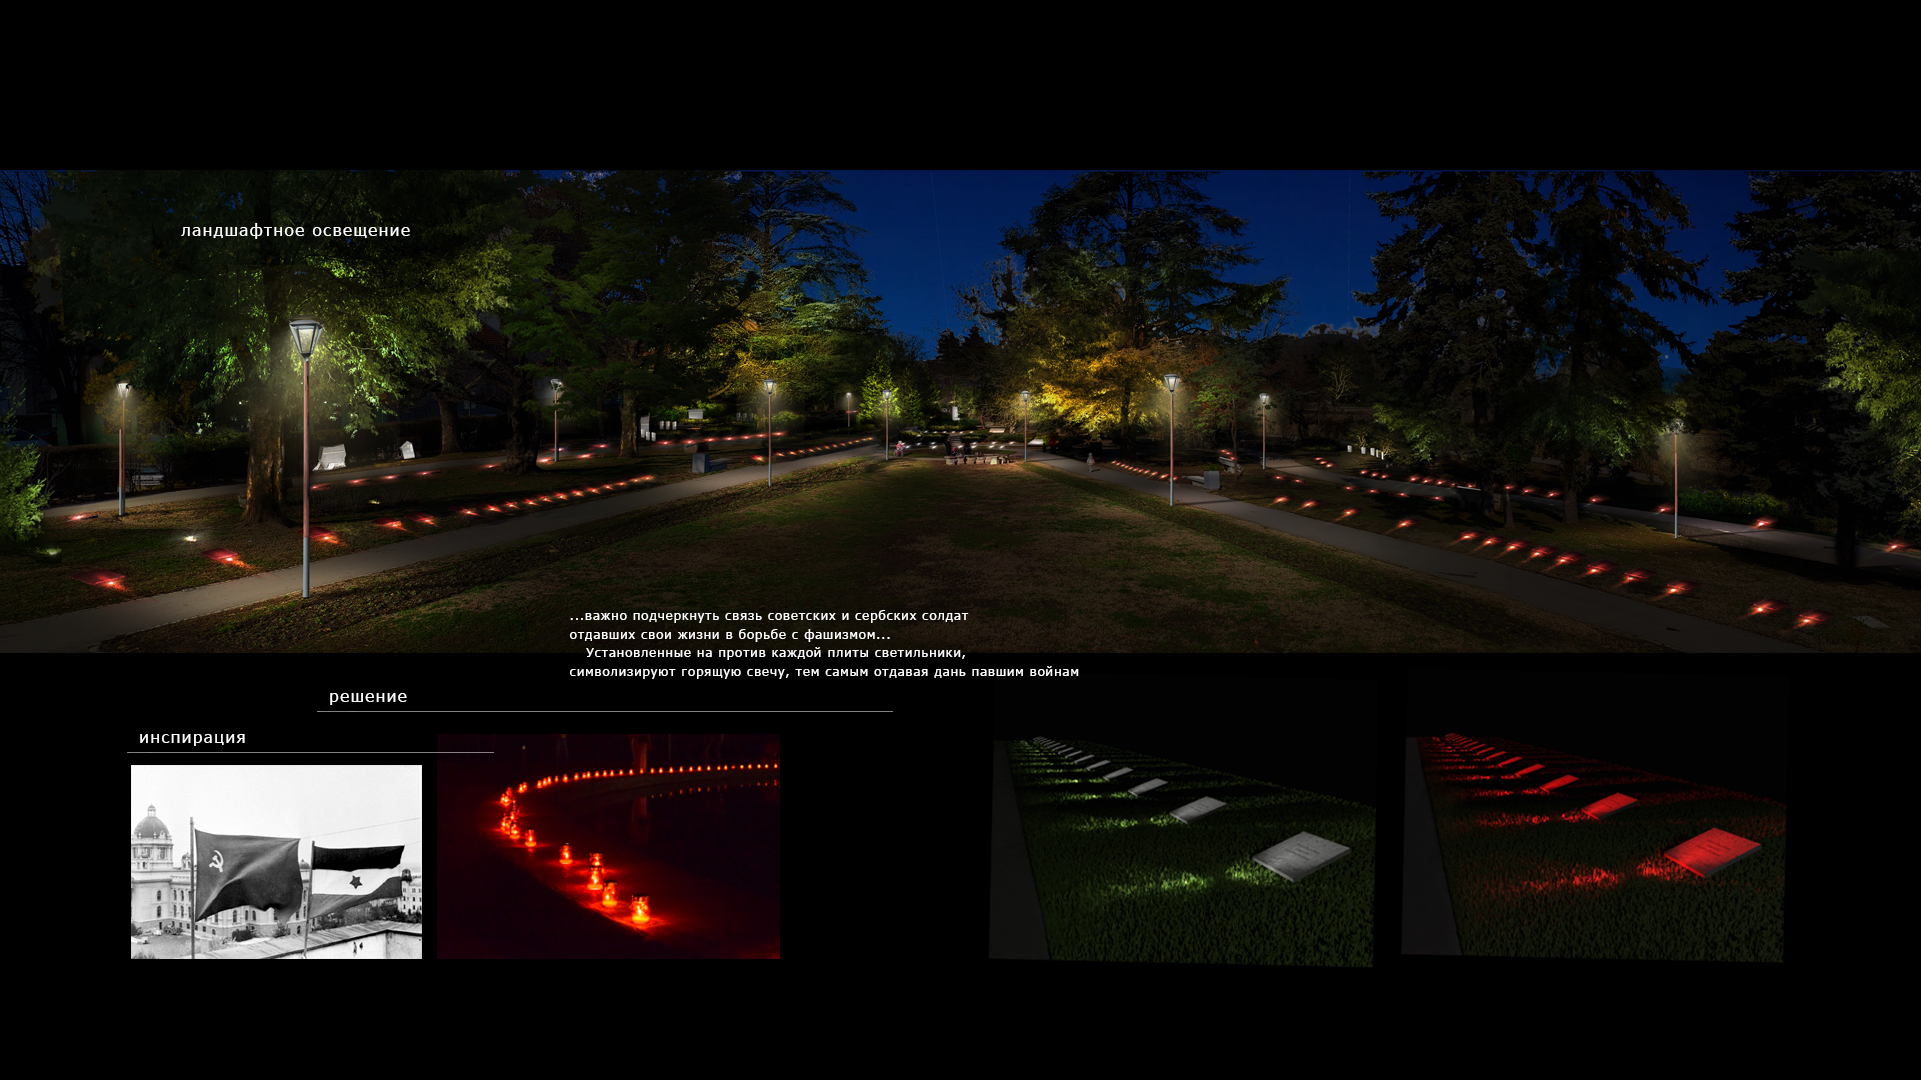 ландшафтное освещение
...важно подчеркнуть связь советских и сербских солдат
отдавших свои жизни в борьбе с фашизмом...
Установленные на против каждой плиты светильники,
символизируют горящую свечу, тем самым отдавая дань павшим войнам
решение
инспирация